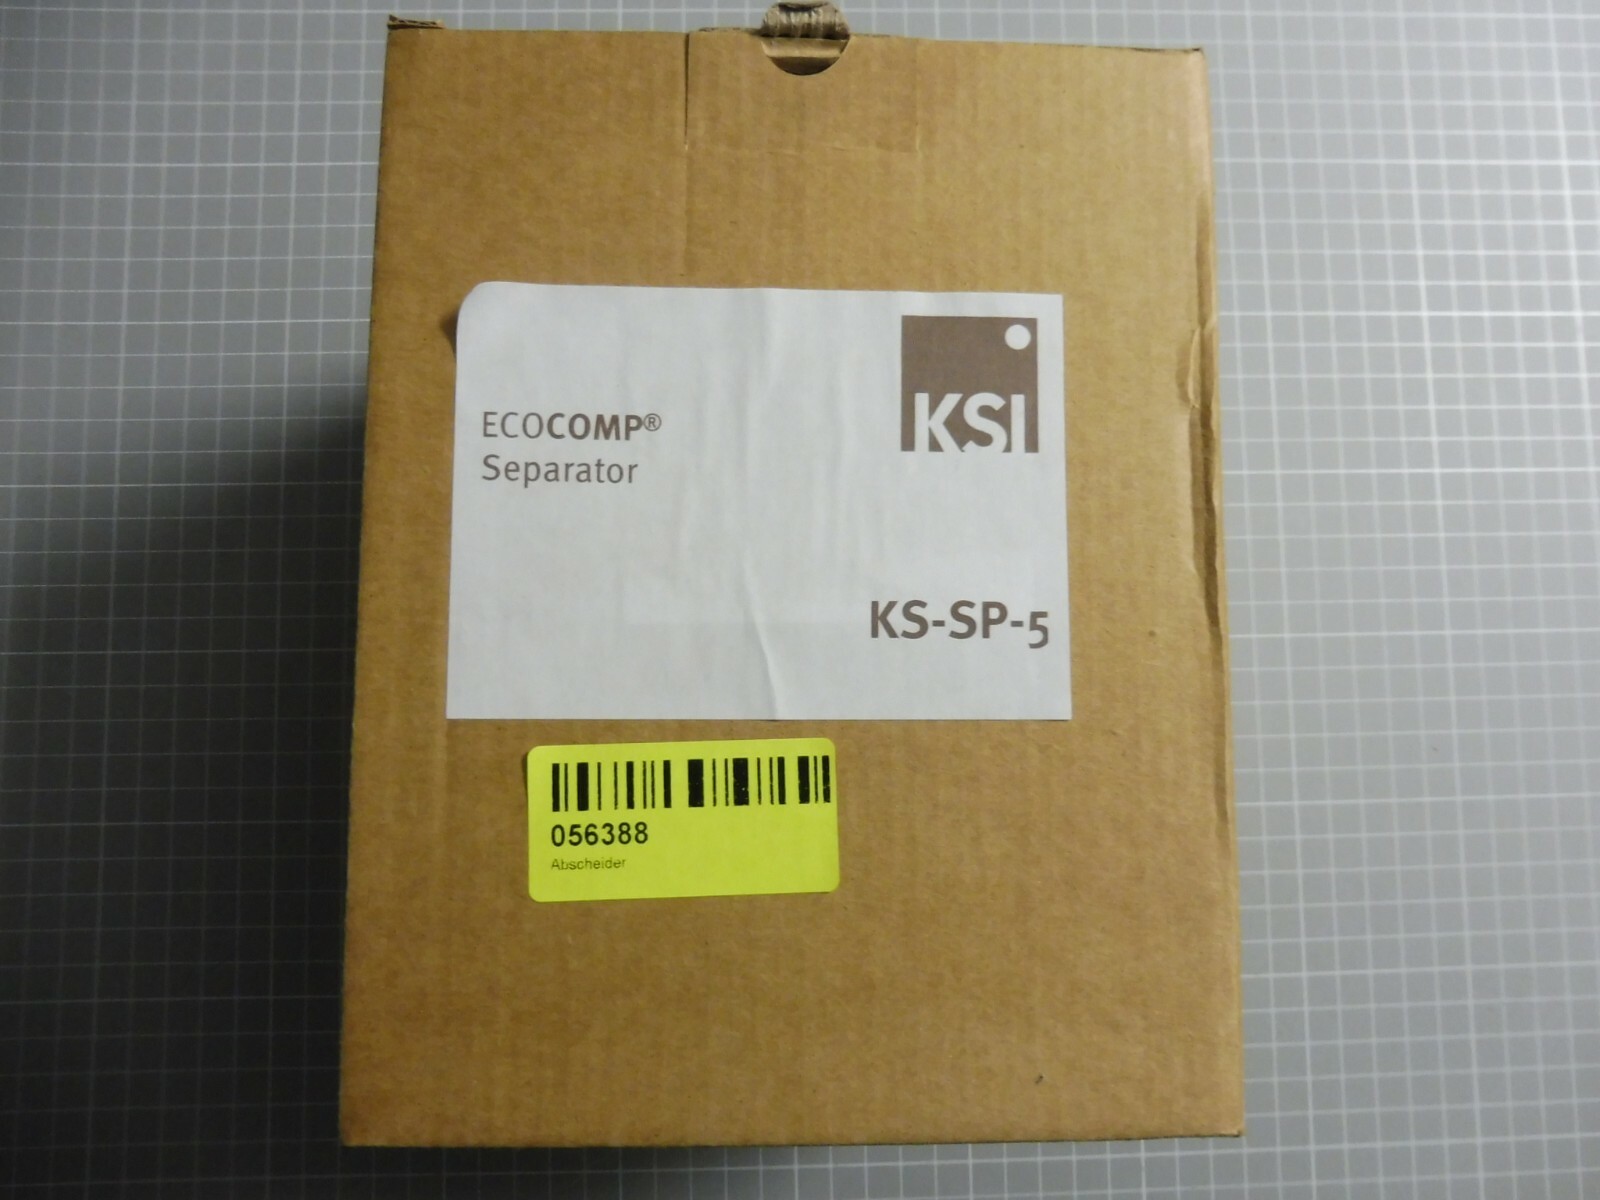 KSI
ECOCOMP®
Separator
KS-SP-5
056388
Abscheider